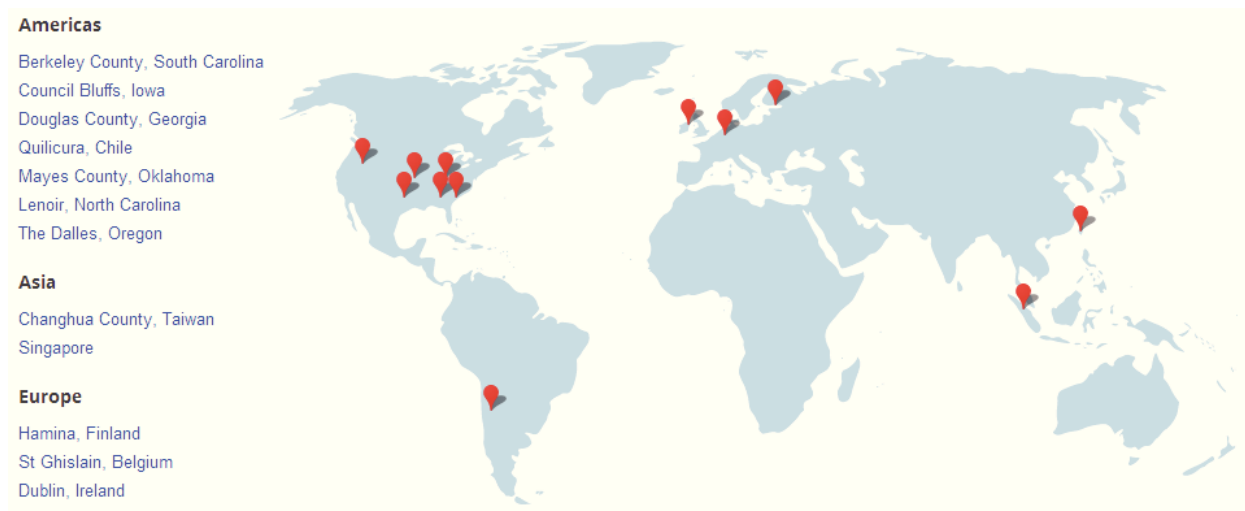 Americas
Berkeley County, South Carolina
Council Bluffs, Iowa
Douglas County, Georgia
Quilicura, Chile
Mayes County, Oklahoma
Lenoir, North Carolina
The Dalles, Oregon
Asia
Changhua County, Taiwan
Singapore
Europe
Hamina, Finland
St Ghislain, Belgium
Dublin, Ireland